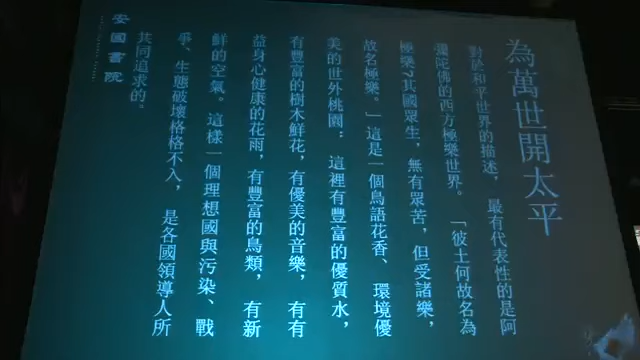 為萬世開太平
對於和平世界的描述，最有代表性的是阿
彌陀佛的西方極樂世界。「彼土何故名為
極樂？其國眾生，無有眾苦，但受諸樂，
故名極樂。」這是一個鳥語花香、環境優
美的世外桃園：這裡有豐富的優質水，
有豐富的樹木鮮花，有優美的音樂，有有
益身心健康的花雨，有豐富的鳥類，有新
鮮的空氣。這樣一個理想國與污染、戰
爭、生態破壞格格不入，是各國領導人所
共同追求的。
安國書院